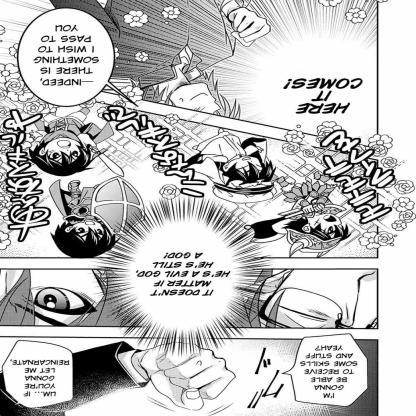 UM... IF
YOU'RE
GONNA
LET ME
REINCARNATE,
I'M
GONNA
BE ABLE
TO RECEIVE
SOME SKILLS
AND STUFF
YEAH?
IT DOESN'T
MATTER IF
HE'S A EVIL GOD,
HE'S STILL
A GOD!
HERE
IT
COMES!
—INDEED,
THERE IS
SOMETHING
I WISH TO
PASS TO